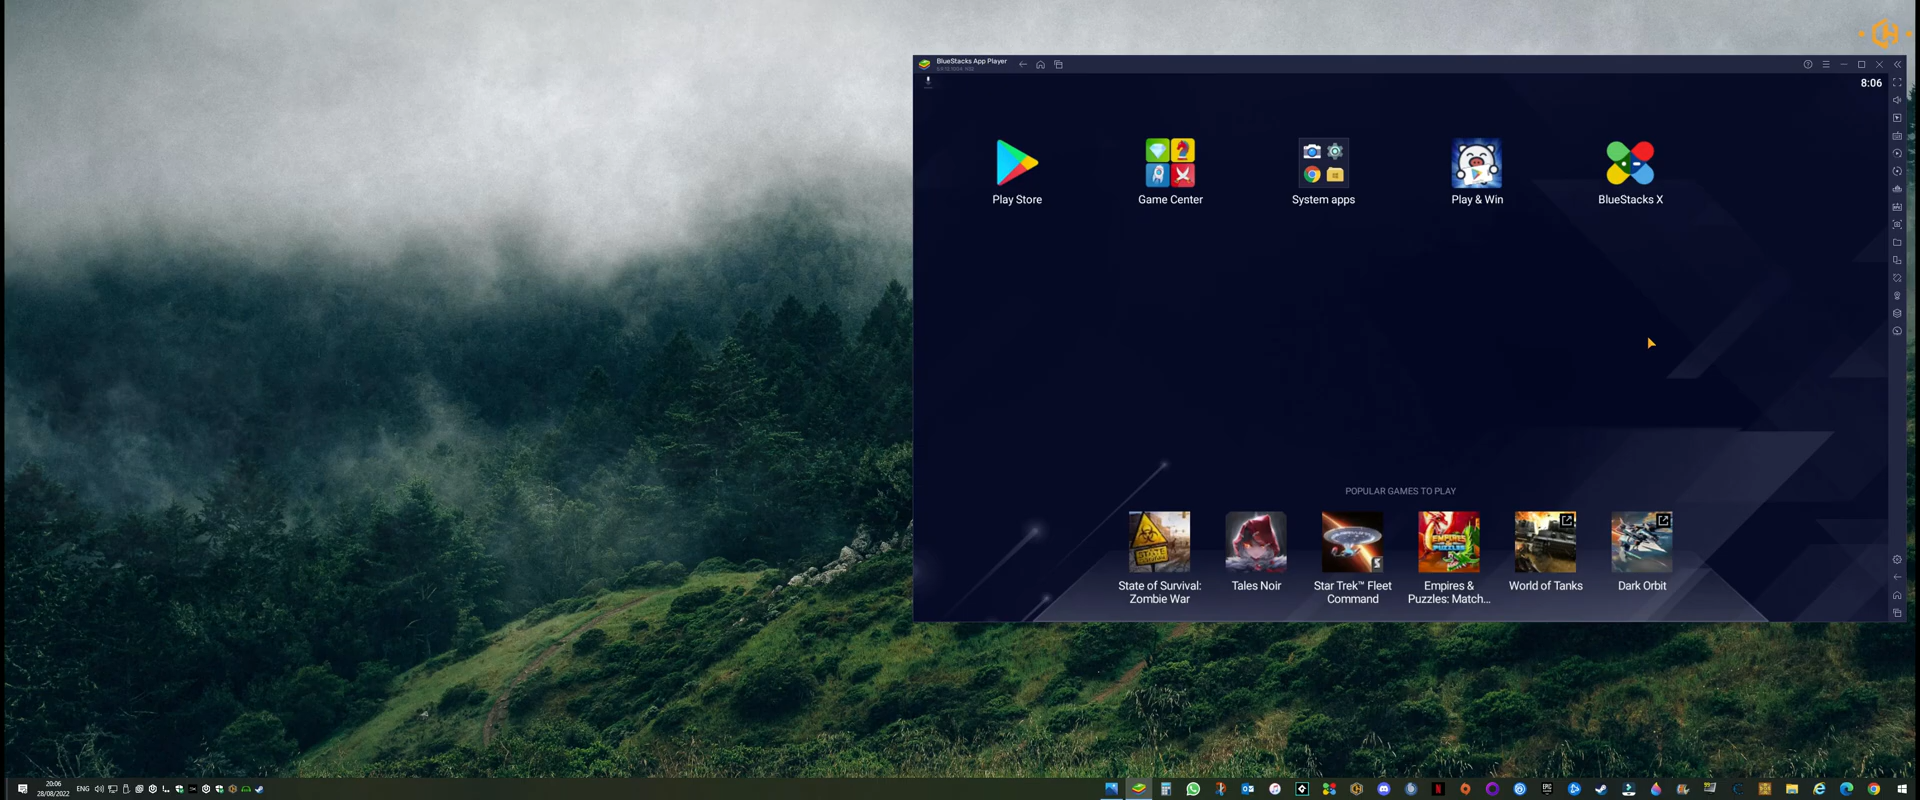 BlueStacks App Player
8:06
Play Store
Game Center
System apps
Play & Win
BlueStacks X
POPULAR GAMES TO PLAY
State of Survival:
Zombie War
Tales Noir
Star Trek™ Fleet
Command
Empires &
Puzzles: Match...
World of Tanks
Dark Orbit
20:06
28/08/2022
ENG